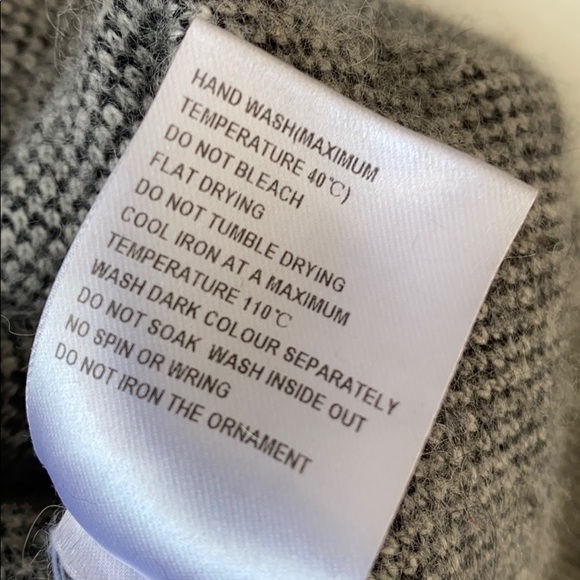 HAND WASH(MAXIMUM
TEMPERATURE 40℃)
DO NOT BLEACH
FLAT DRYING
DO NOT TUMBLE DRYING
COOL IRON AT A MAXIMUM
TEMPERATURE 110℃
WASH DARK COLOUR SEPARATELY
DO NOT SOAK WASH INSIDE OUT
NO SPIN OR WRING
DO NOT IRON THE ORNAMENT